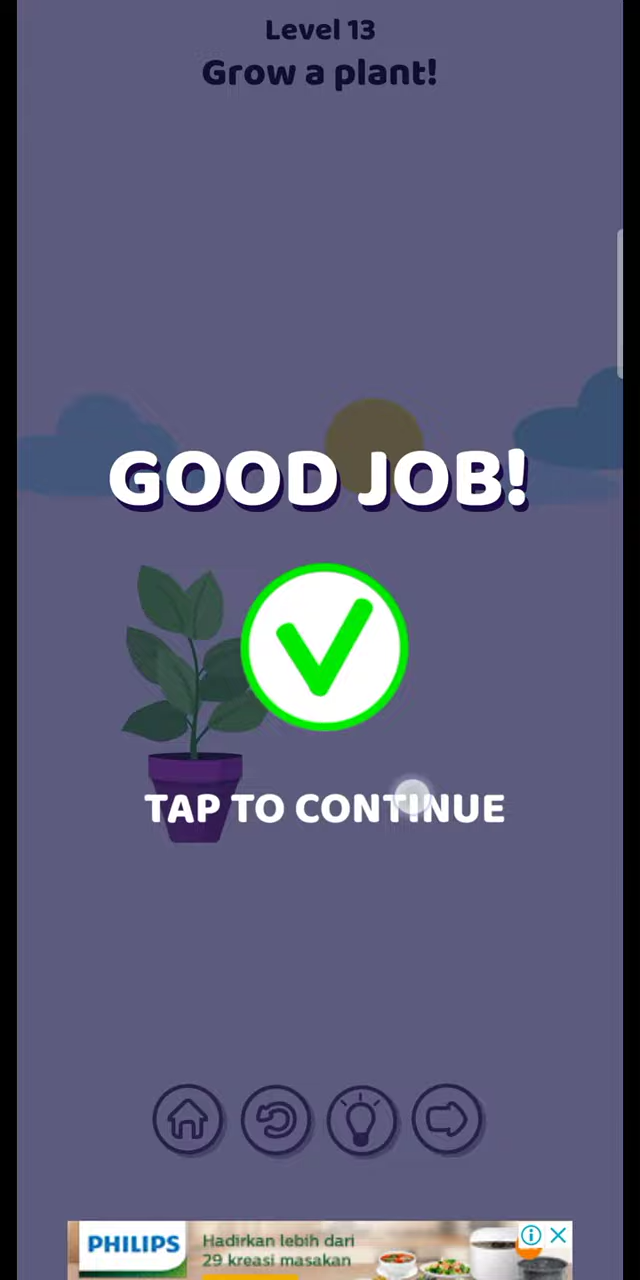 Level 13
Grow a plant!
GOOD JOB!
TAP TO CONTINUE
PHILIPS
Hadirkan lebih dari
29 kreasi masakan